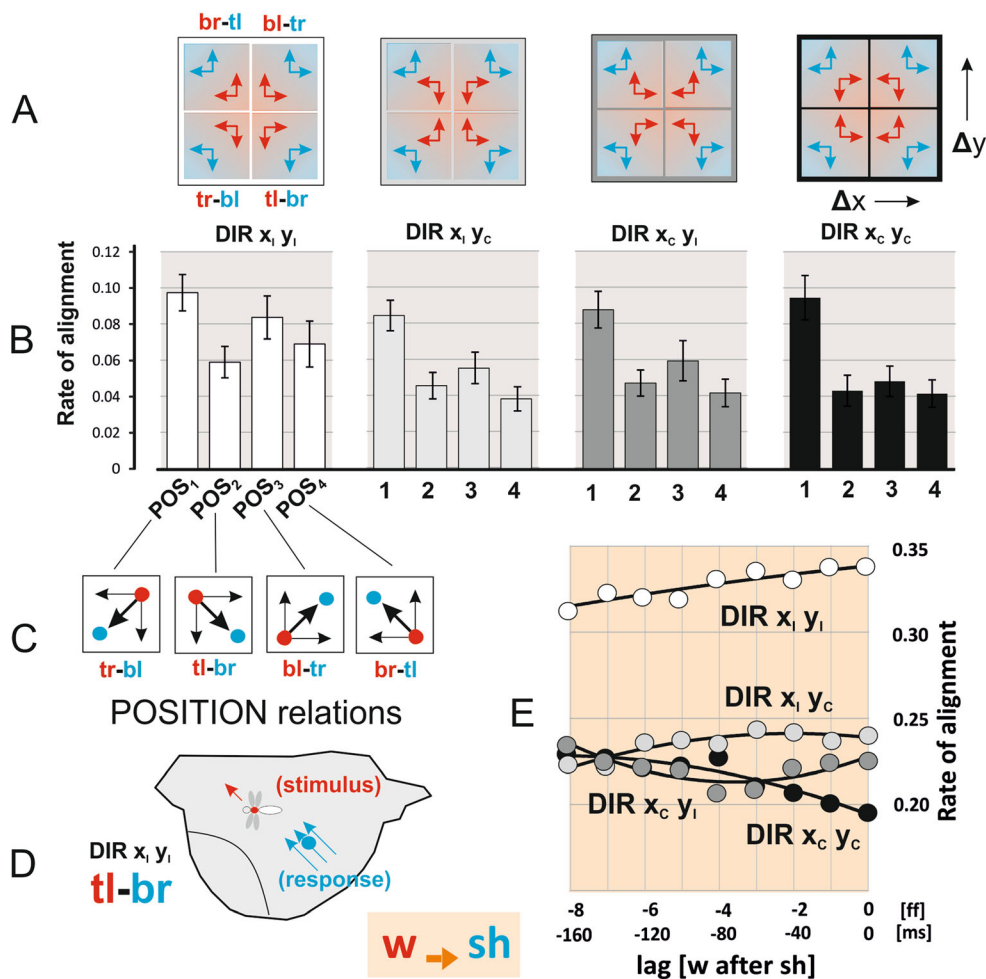 br-tl bl-tr
A
Δy
tr-bl tl-br
Δx
DIR xI yI DIR xI yC DIR xC yI DIR xC yC
B
Rate of alignment
0.12
0.10
0.08
0.06
0.04
0.02
0
POS1 POS2 POS3 POS4 1 2 3 4 1 2 3 4 1 2 3 4
C
tr-bl tl-br bl-tr br-tl
POSITION relations
D
(stimulus)
(response)
DIR xI yI
tl-br
w sh
E
0.35
0.30
0.25
0.20
Rate of alignment
DIR xI yI
DIR xI yC
DIR xC yI
DIR xC yC
-8 -6 -4 -2 0 [ff]
-160 -120 -80 -40 0 [ms]
lag [w after sh]